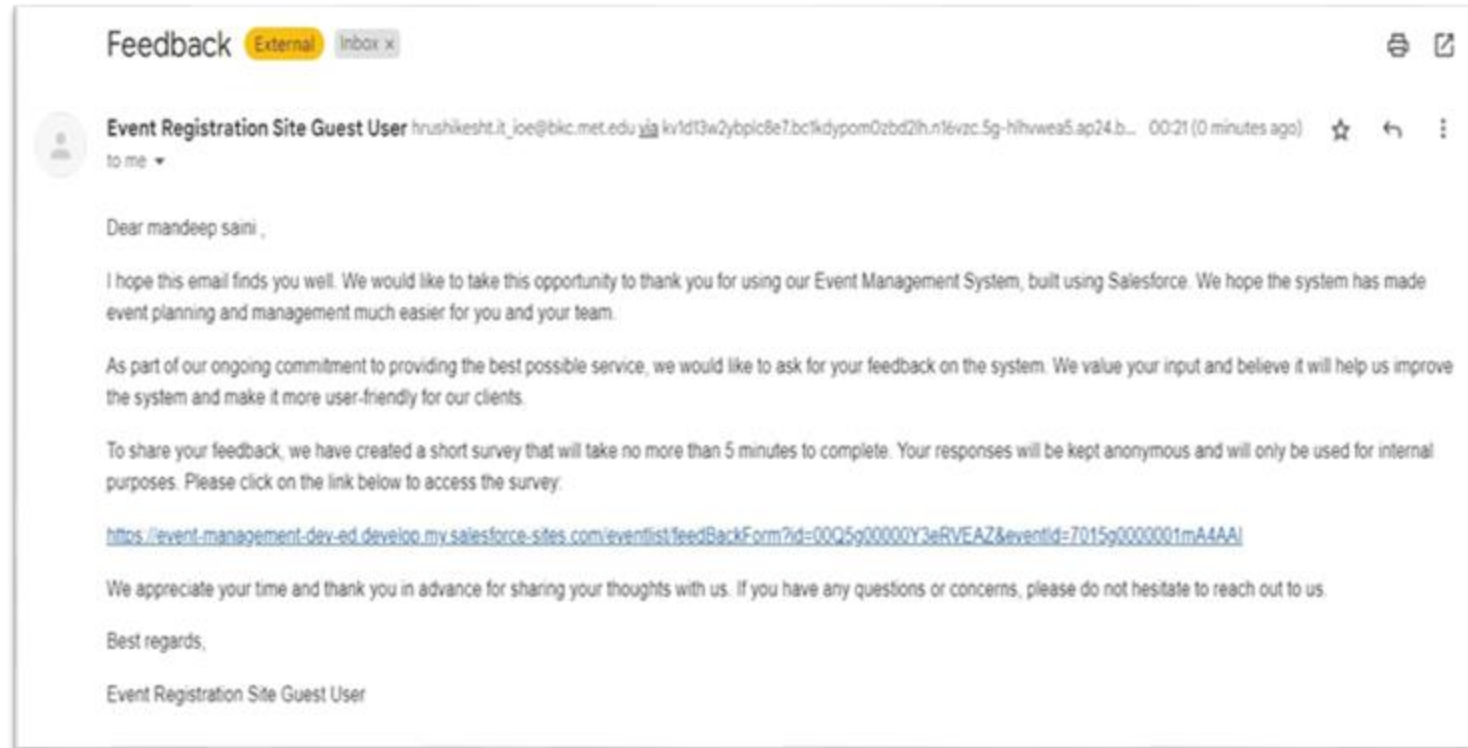 Feedback External Inbox x
Event Registration Site Guest User hrushikesht.it_ioe@bkc.met.edu via kv1d13w2ybplc8e7.bc1kdypom0zbd2lh.n16vzc.5g-hlhvwea5.ap24.b... 00:21 (0 minutes ago)
to me
Dear mandeep saini ,
I hope this email finds you well. We would like to take this opportunity to thank you for using our Event Management System, built using Salesforce. We hope the system has made
event planning and management much easier for you and your team.
As part of our ongoing commitment to providing the best possible service, we would like to ask for your feedback on the system. We value your input and believe it will help us improve
the system and make it more user-friendly for our clients.
To share your feedback, we have created a short survey that will take no more than 5 minutes to complete. Your responses will be kept anonymous and will only be used for internal
purposes. Please click on the link below to access the survey:
https://event-management-dev-ed.develop.my.salesforce-sites.com/eventlist/feedBackForm?id=00Q5g00000Y3eRVEAZ&eventId=7015g0000001mA4AAI
We appreciate your time and thank you in advance for sharing your thoughts with us. If you have any questions or concerns, please do not hesitate to reach out to us.
Best regards,
Event Registration Site Guest User